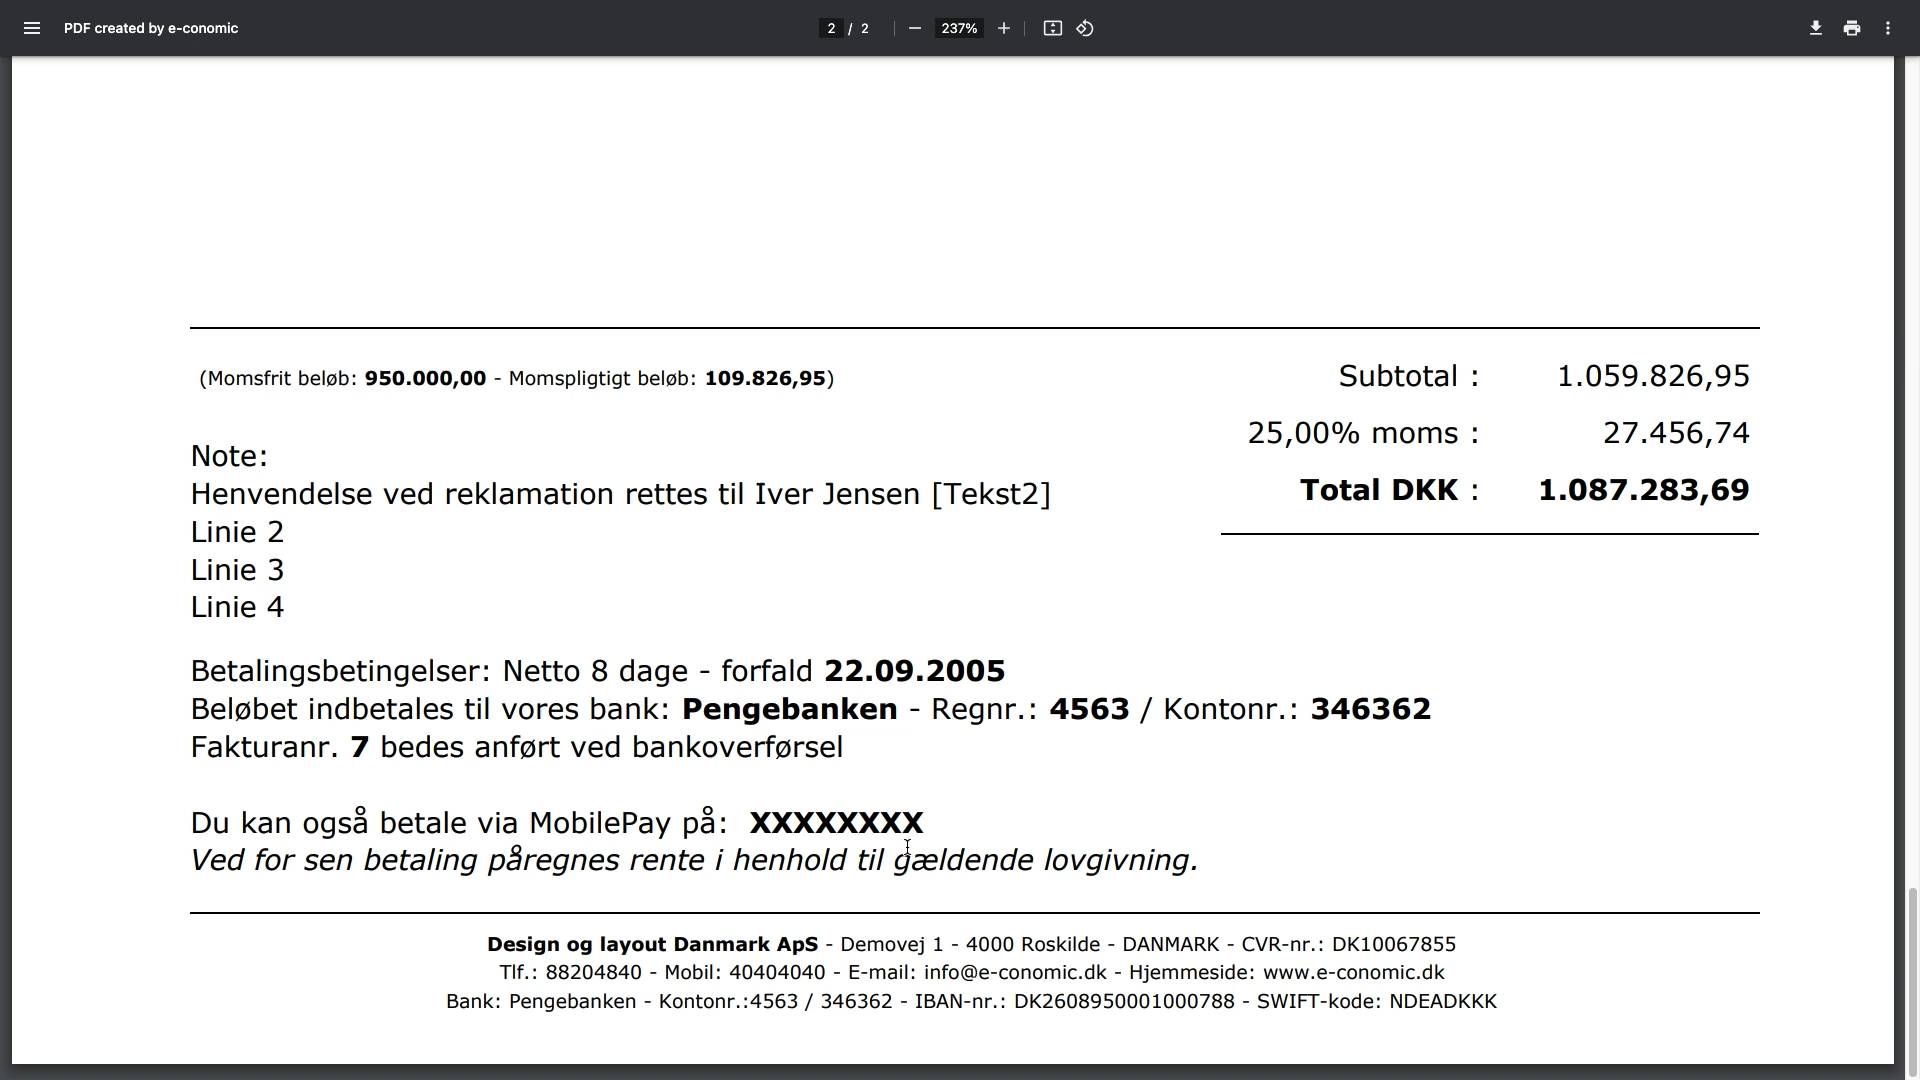 PDF created by e-conomic
2 / 2
237%
(Momsfrit beløb: 950.000,00 - Momspligtigt beløb: 109.826,95)
Subtotal : 1.059.826,95
25,00% moms : 27.456,74
Total DKK : 1.087.283,69
Note:
Henvendelse ved reklamation rettes til Iver Jensen [Tekst2]
Linie 2
Linie 3
Linie 4
Betalingsbetingelser: Netto 8 dage - forfald 22.09.2005
Beløbet indbetales til vores bank: Pengebanken - Regnr.: 4563 / Kontonr.: 346362
Fakturanr. 7 bedes anført ved bankoverførsel
Du kan også betale via MobilePay på: XXXXXXXX
Ved for sen betaling påregnes rente i henhold til gældende lovgivning.
Design og layout Danmark ApS - Demovej 1 - 4000 Roskilde - DANMARK - CVR-nr.: DK10067855
Tlf.: 88204840 - Mobil: 40404040 - E-mail: info@e-conomic.dk - Hjemmeside: www.e-conomic.dk
Bank: Pengebanken - Kontonr.:4563 / 346362 - IBAN-nr.: DK2608950001000788 - SWIFT-kode: NDEADKKK